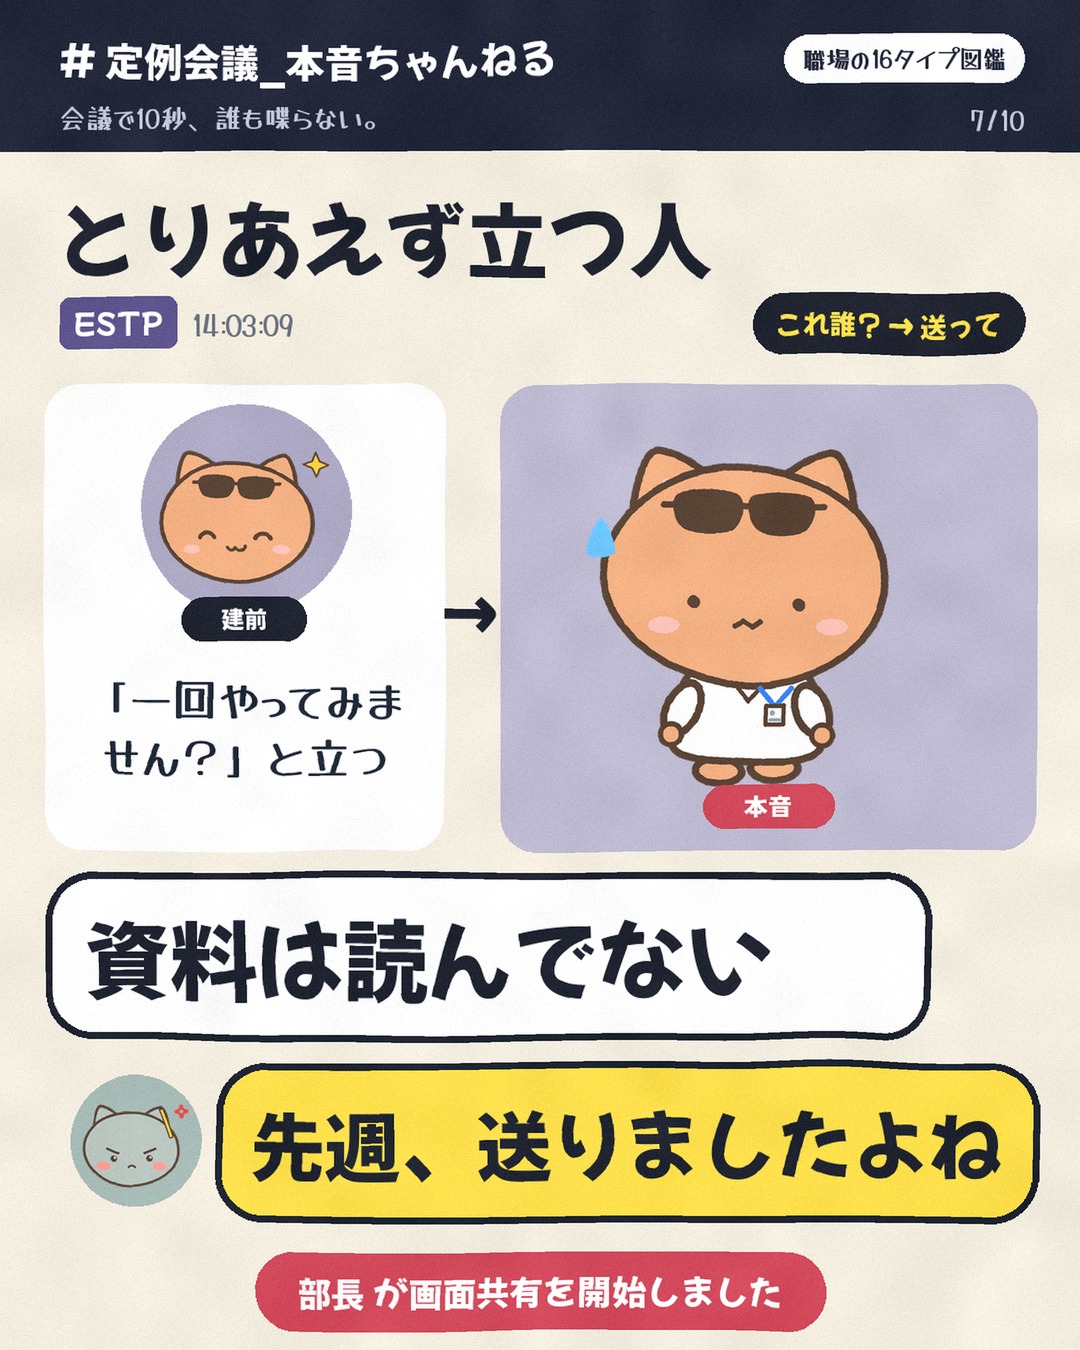 # 定例会議_本音ちゃんねる
職場の16タイプ図鑑
会議で10秒、誰も喋らない。
7/10
とりあえず立つ人
ESTP 14:03:09
これ誰？→送って
建前
「一回やってみま
せん？」と立つ
→
本音
資料は読んでない
先週、送りましたよね
部長 が画面共有を開始しました